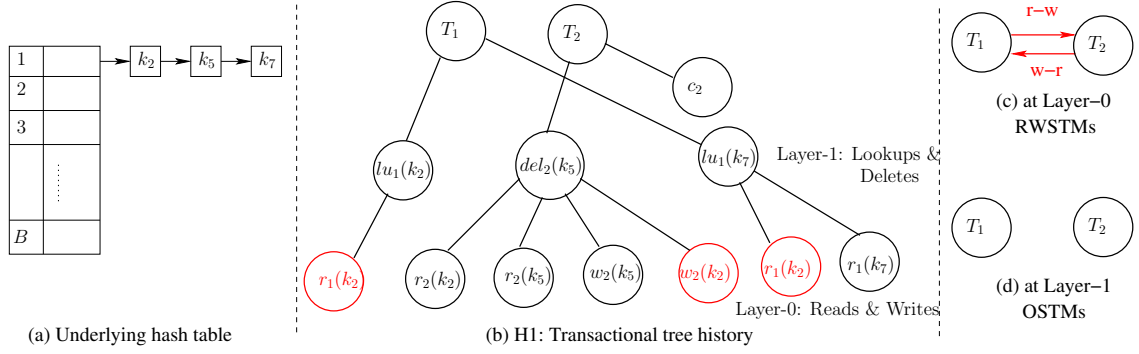 1
k₂
k₅
k₇
2
3
......
B
(a) Underlying hash table
T₁
T₂
c₂
lu₁(k₂)
del₂(k₅)
lu₁(k₇)
Layer-1: Lookups &
Deletes
r₁(k₂)
r₂(k₂)
r₂(k₅)
w₂(k₅)
w₂(k₂)
r₁(k₂)
r₁(k₇)
Layer-0: Reads & Writes
(b) H1: Transactional tree history
r−w
T₁
T₂
w−r
(c) at Layer−0
RWSTMs
T₁
T₂
(d) at Layer−1
OSTMs